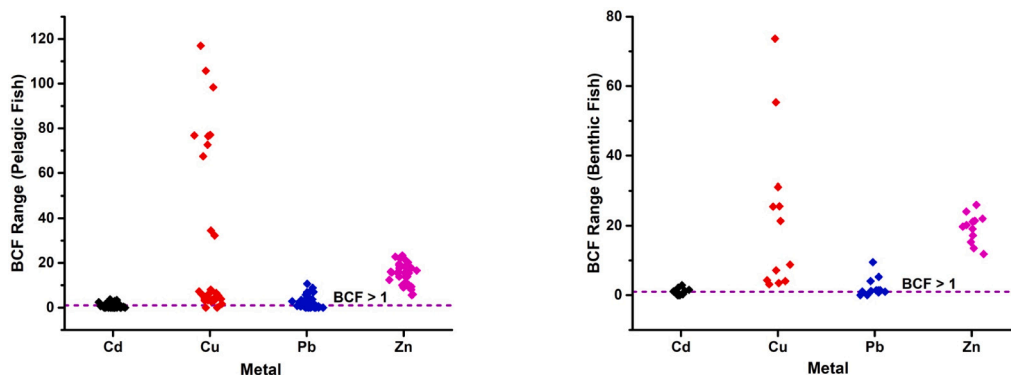 BCF Range (Pelagic Fish)
120
100
80
60
40
20
0
BCF > 1
Cd Cu Pb Zn
Metal
BCF Range (Benthic Fish)
80
60
40
20
0
-20
BCF > 1
Cd Cu Pb Zn
Metal